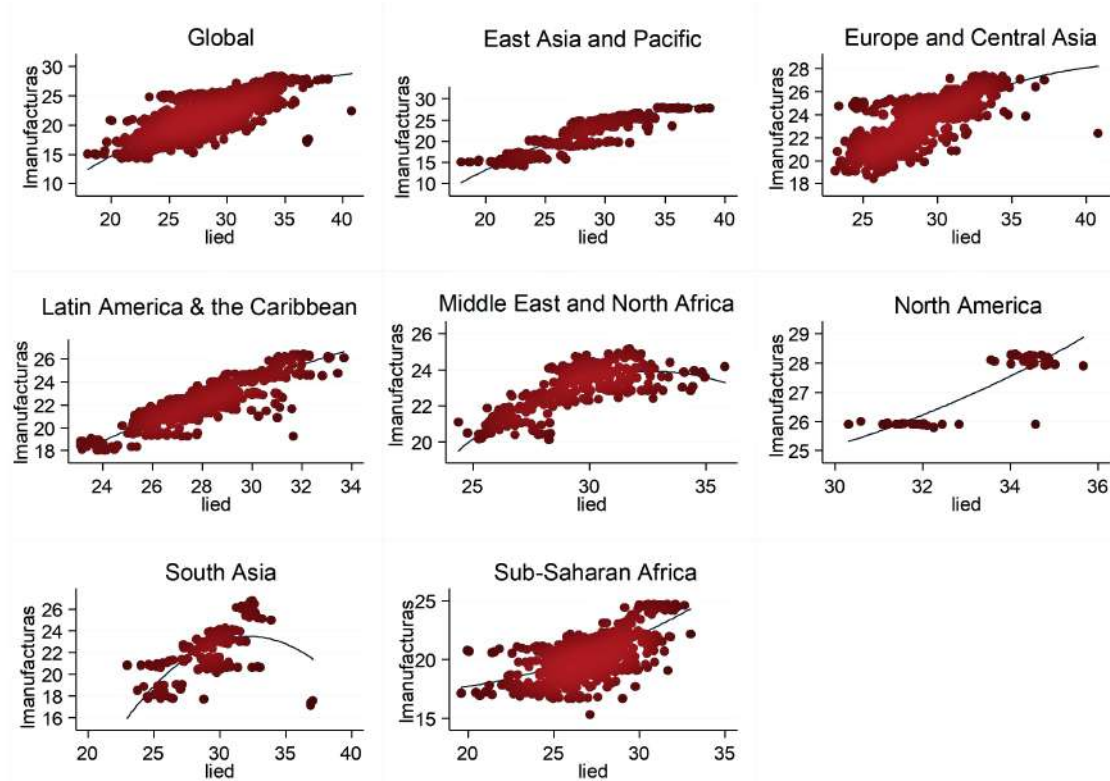 Global
lmanufacturas
30
25
20
15
10
20 25 30 35 40
lied
East Asia and Pacific
lmanufacturas
30
25
20
15
10
20 25 30 35 40
lied
Europe and Central Asia
lmanufacturas
28
26
24
22
20
18
25 30 35 40
lied
Latin America & the Caribbean
lmanufacturas
26
24
22
20
18
24 26 28 30 32 34
lied
Middle East and North Africa
lmanufacturas
26
24
22
20
25 30 35
lied
North America
lmanufacturas
29
28
27
26
25
30 32 34 36
lied
South Asia
lmanufacturas
26
24
22
20
18
16
20 25 30 35 40
lied
Sub-Saharan Africa
lmanufacturas
25
20
15
20 25 30 35
lied